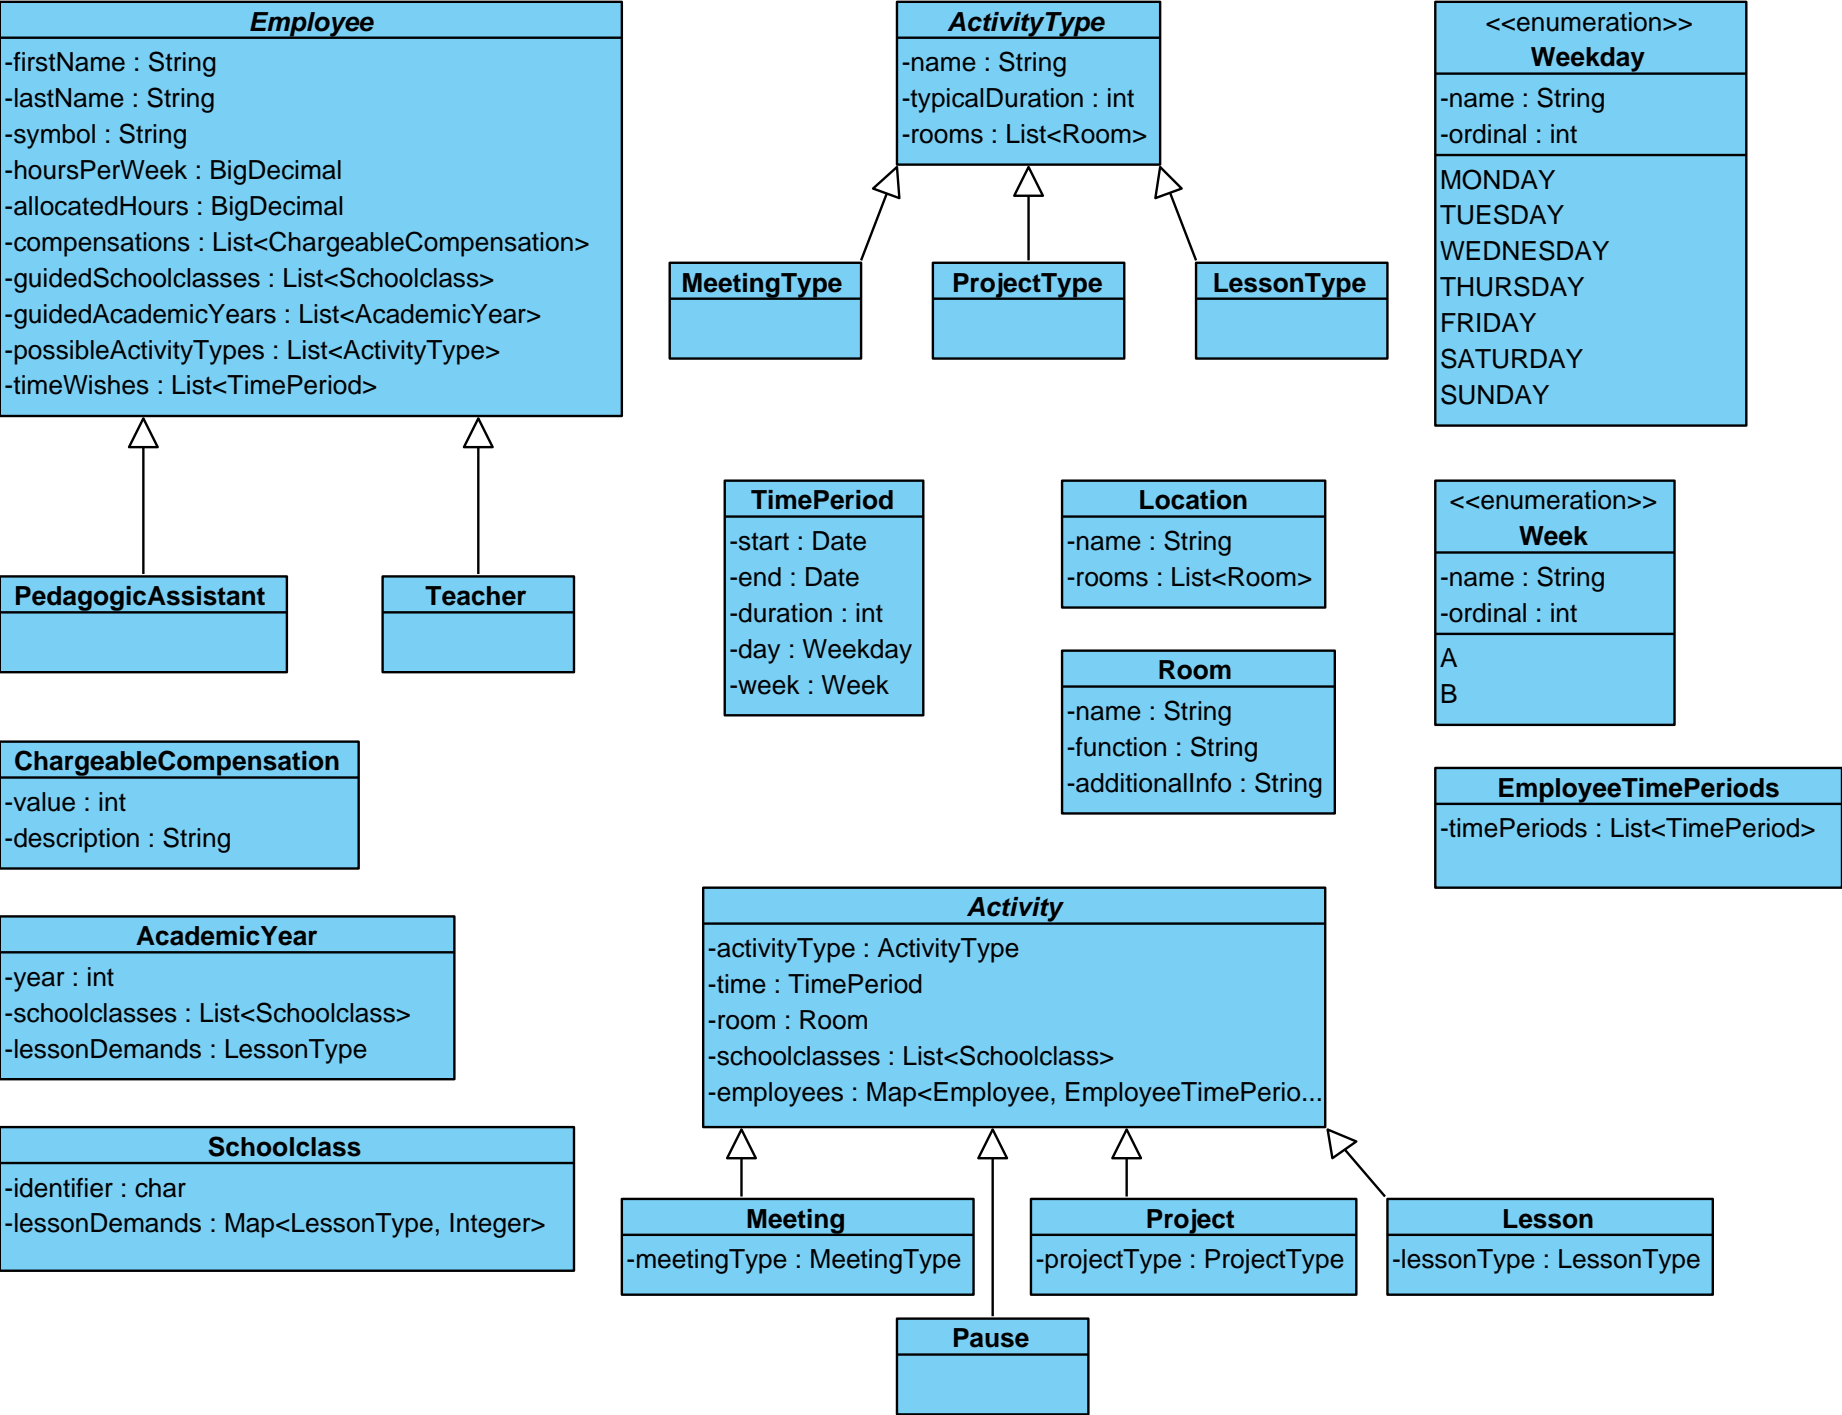 Employee
-firstName : String
-lastName : String
-symbol : String
-hoursPerWeek : BigDecimal
-allocatedHours : BigDecimal
-compensations : List<ChargeableCompensation>
-guidedSchoolclasses : List<Schoolclass>
-guidedAcademicYears : List<AcademicYear>
-possibleActivityTypes : List<ActivityType>
-timeWishes : List<TimePeriod>
ActivityType
-name : String
-typicalDuration : int
-rooms : List<Room>
<<enumeration>>
Weekday
-name : String
-ordinal : int
MONDAY
TUESDAY
WEDNESDAY
THURSDAY
FRIDAY
SATURDAY
SUNDAY
MeetingType
ProjectType
LessonType
PedagogicAssistant
Teacher
TimePeriod
-start : Date
-end : Date
-duration : int
-day : Weekday
-week : Week
Location
-name : String
-rooms : List<Room>
<<enumeration>>
Week
-name : String
-ordinal : int
A
B
Room
-name : String
-function : String
-additionalInfo : String
ChargeableCompensation
-value : int
-description : String
EmployeeTimePeriods
-timePeriods : List<TimePeriod>
AcademicYear
-year : int
-schoolclasses : List<Schoolclass>
-lessonDemands : LessonType
Activity
-activityType : ActivityType
-time : TimePeriod
-room : Room
-schoolclasses : List<Schoolclass>
-employees : Map<Employee, EmployeeTimePerio...
Schoolclass
-identifier : char
-lessonDemands : Map<LessonType, Integer>
Meeting
-meetingType : MeetingType
Project
-projectType : ProjectType
Lesson
-lessonType : LessonType
Pause